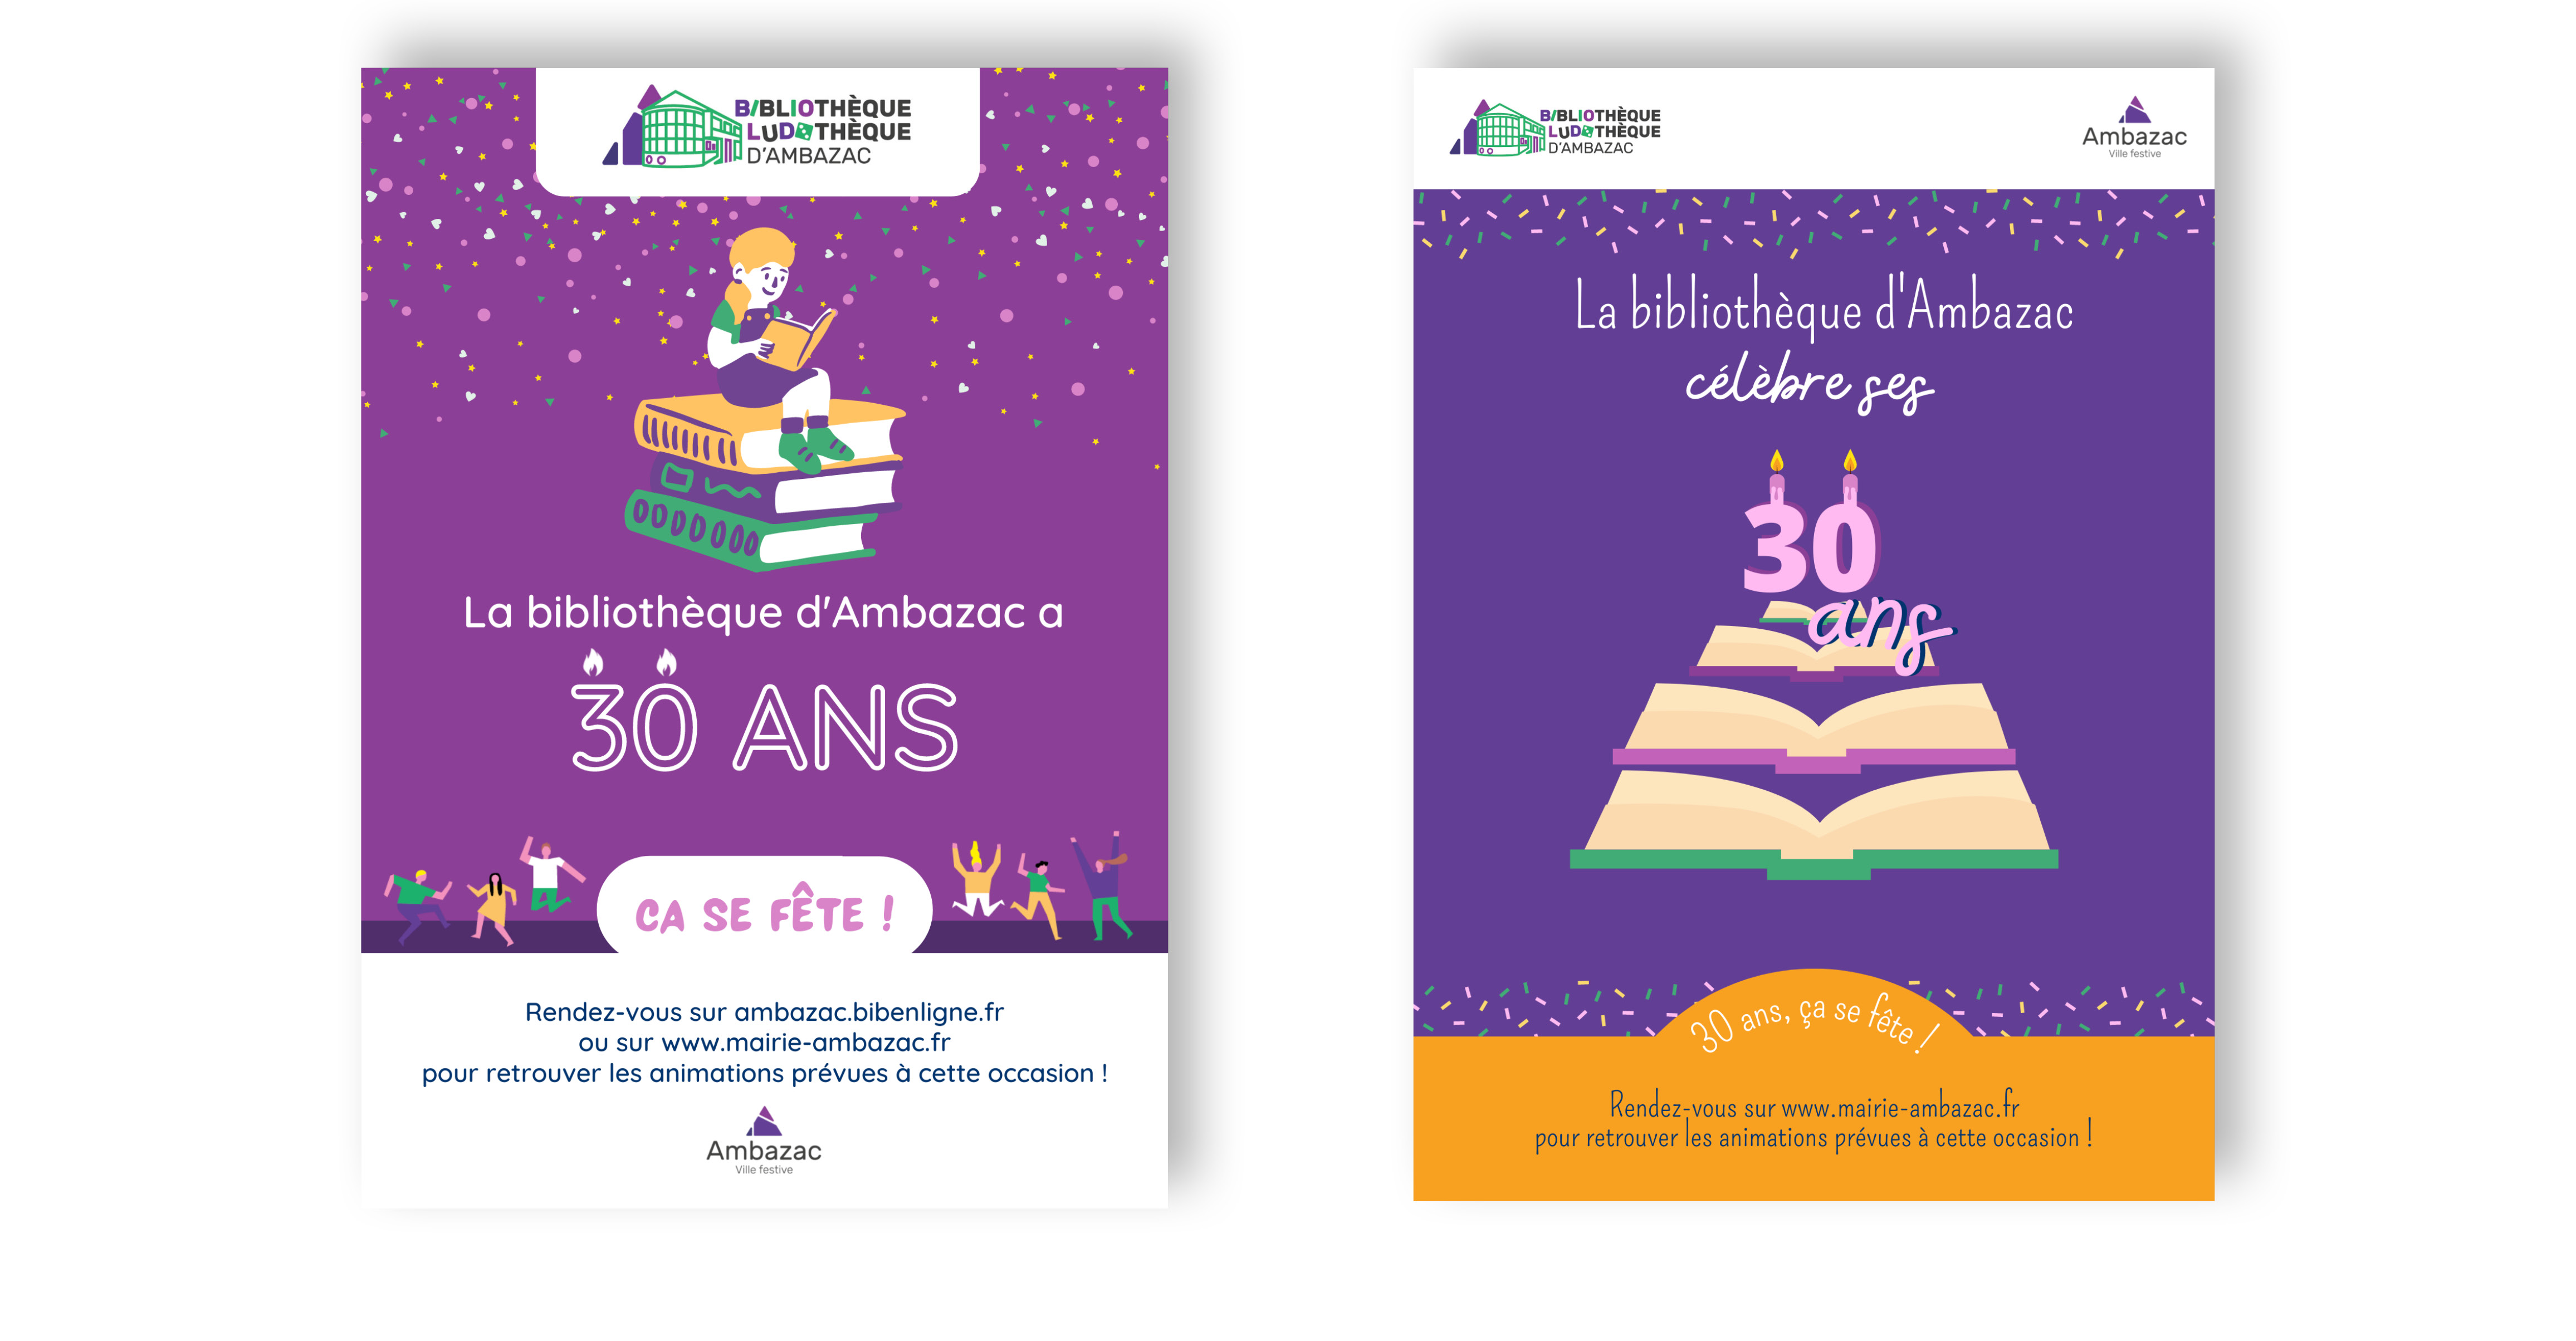 BIBLIOTHÈQUE
LUDOTHÈQUE
D'AMBAZAC
La bibliothèque d'Ambazac a
30 ANS
CA SE FÊTE !
Rendez-vous sur ambazac.bibenligne.fr
ou sur www.mairie-ambazac.fr
pour retrouver les animations prévues à cette occasion !
Ambazac
Ville festive
BIBLIOTHÈQUE
LUDOTHÈQUE
D'AMBAZAC
Ambazac
Ville festive
La bibliothèque d'Ambazac
célèbre ses
30
ans
30 ans, ça se fête !
Rendez-vous sur www.mairie-ambazac.fr
pour retrouver les animations prévues à cette occasion !